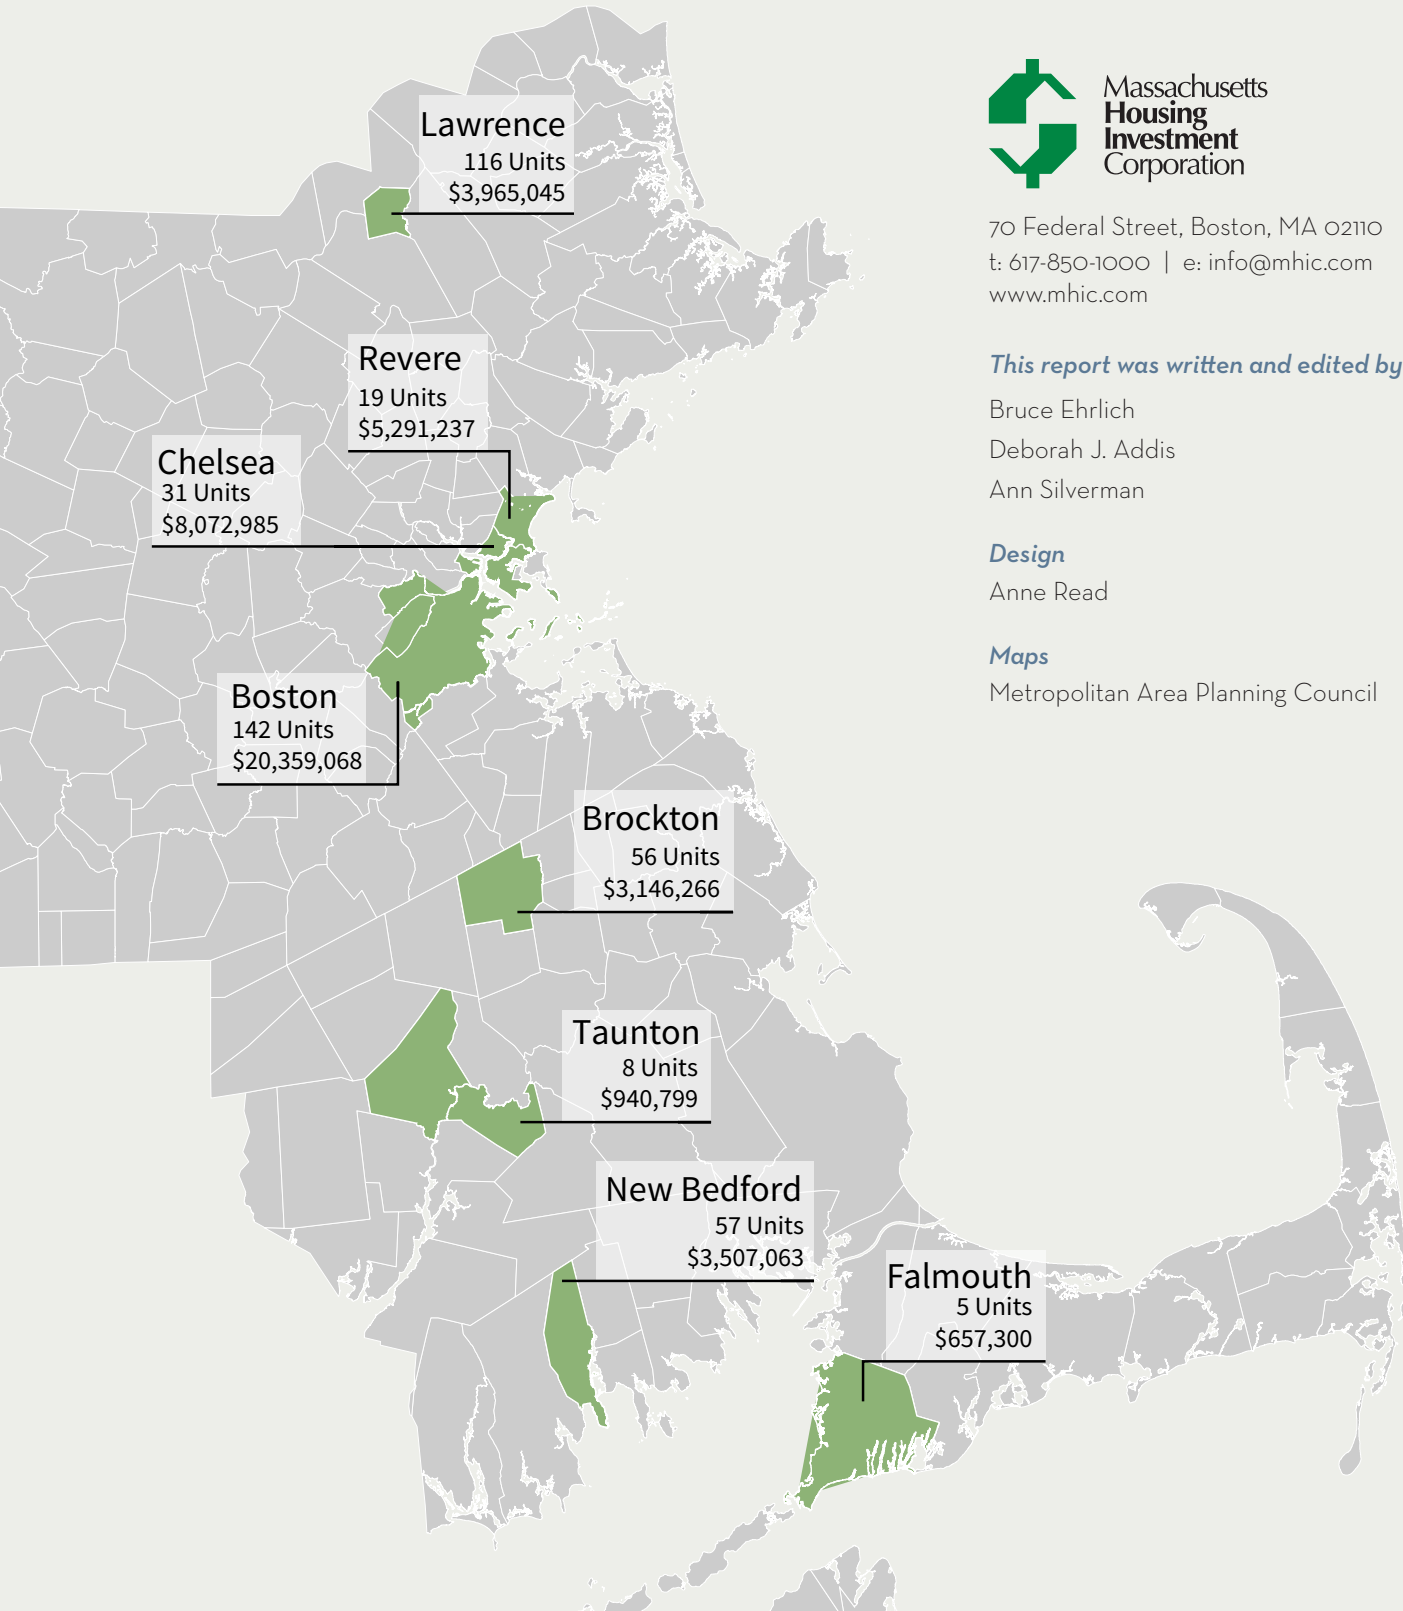 Lawrence
116 Units
$3,965,045
Revere
19 Units
$5,291,237
Chelsea
31 Units
$8,072,985
Boston
142 Units
$20,359,068
Brockton
56 Units
$3,146,266
Taunton
8 Units
$940,799
New Bedford
57 Units
$3,507,063
Falmouth
5 Units
$657,300
Massachusetts
Housing
Investment
Corporation
70 Federal Street, Boston, MA 02110
t: 617-850-1000 | e: info@mhic.com
www.mhic.com
This report was written and edited by
Bruce Ehrlich
Deborah J. Addis
Ann Silverman
Design
Anne Read
Maps
Metropolitan Area Planning Council